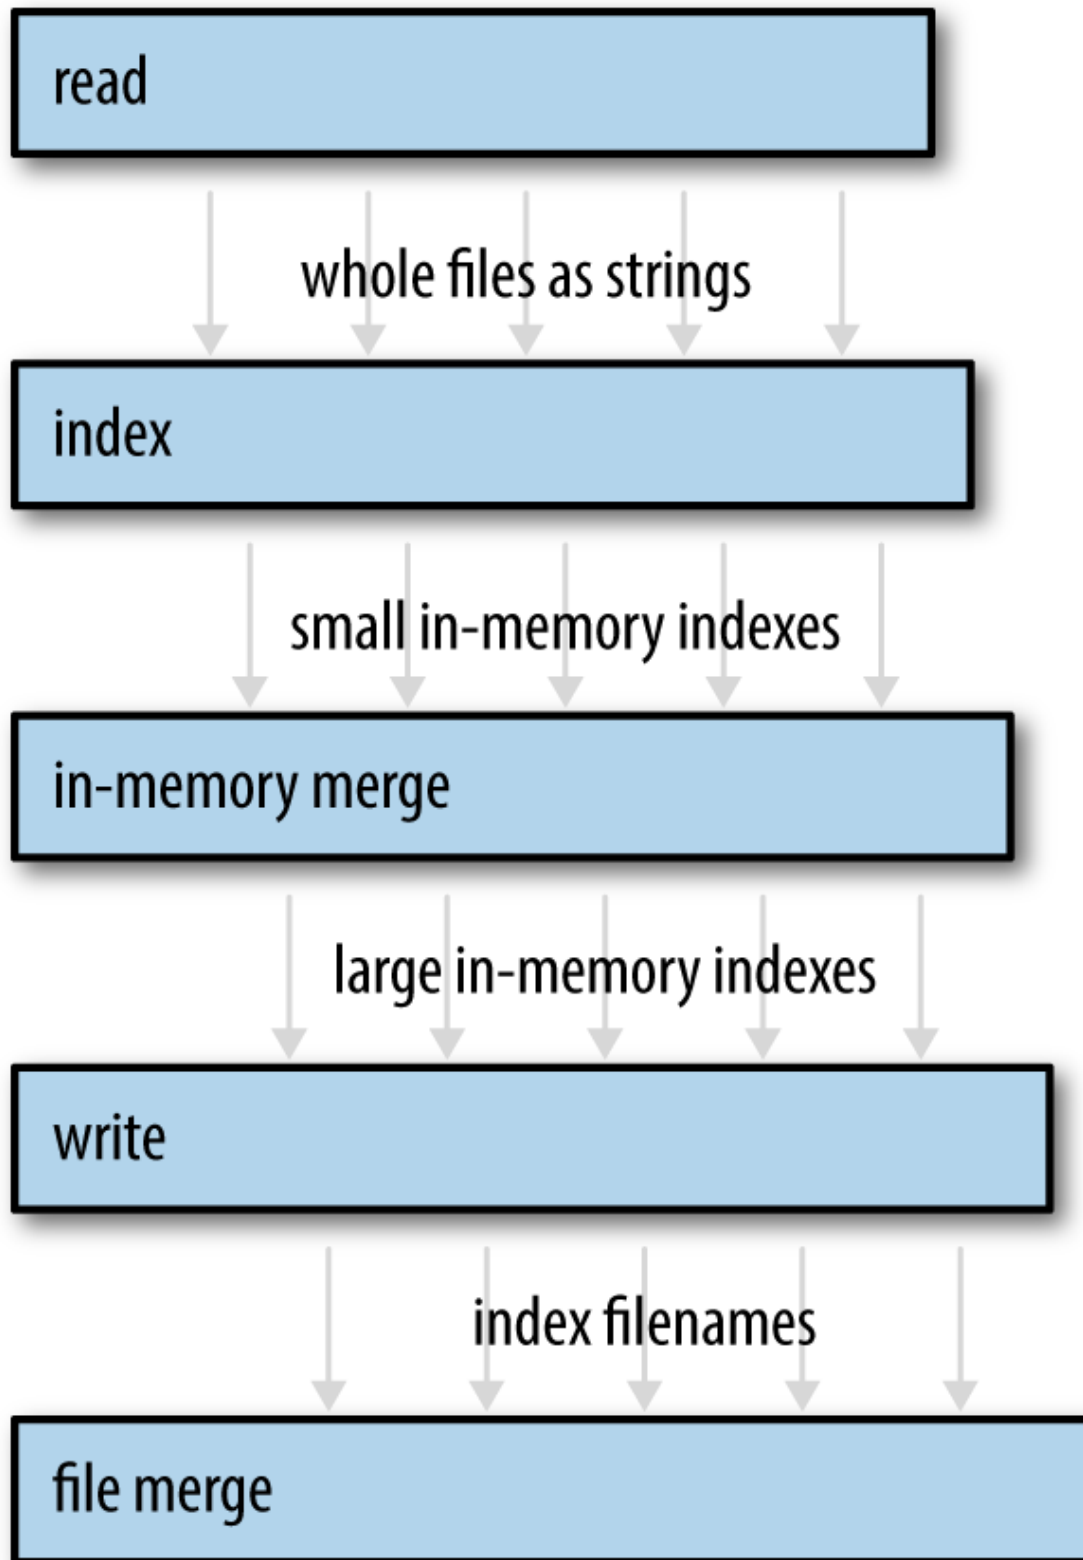 read
whole files as strings
index
small in-memory indexes
in-memory merge
large in-memory indexes
write
index filenames
file merge